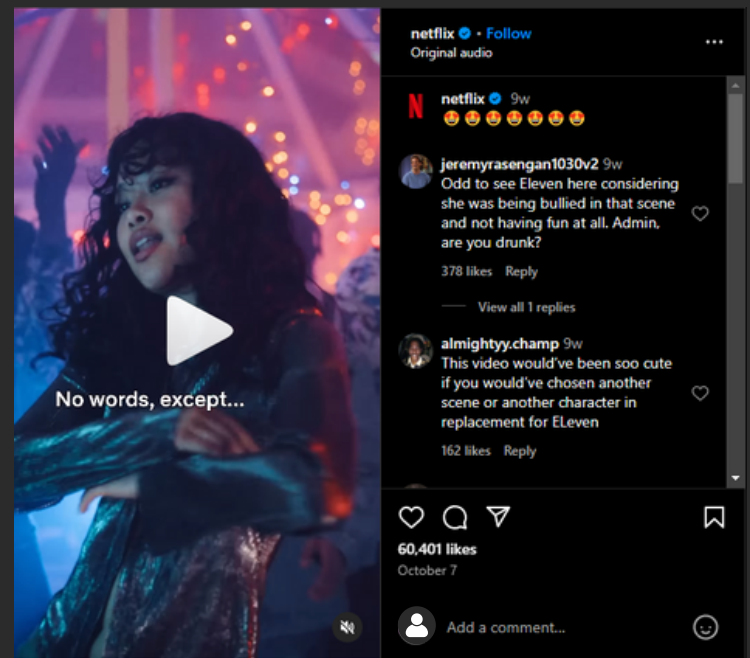 netflix • Follow
Original audio
netflix 9w
😍😍😍😍😍😍😍
jeremyrasengan1030v2 9w
Odd to see Eleven here considering
she was being bullied in that scene
and not having fun at all. Admin,
are you drunk?
378 likes Reply
View all 1 replies
almightyy.champ 9w
This video would've been soo cute
if you would've chosen another
scene or another character in
replacement for ELeven
162 likes Reply
No words, except...
60,401 likes
October 7
Add a comment...